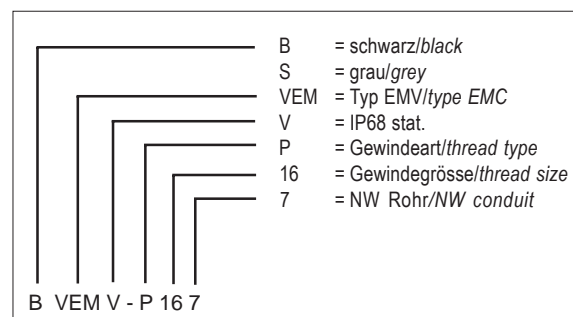 B = schwarz/black
S = grau/grey
VEM = Typ EMV/type EMC
V = IP68 stat.
P = Gewindeart/thread type
16 = Gewindegrösse/thread size
7 = NW Rohr/NW conduit
B VEM V - P 16 7